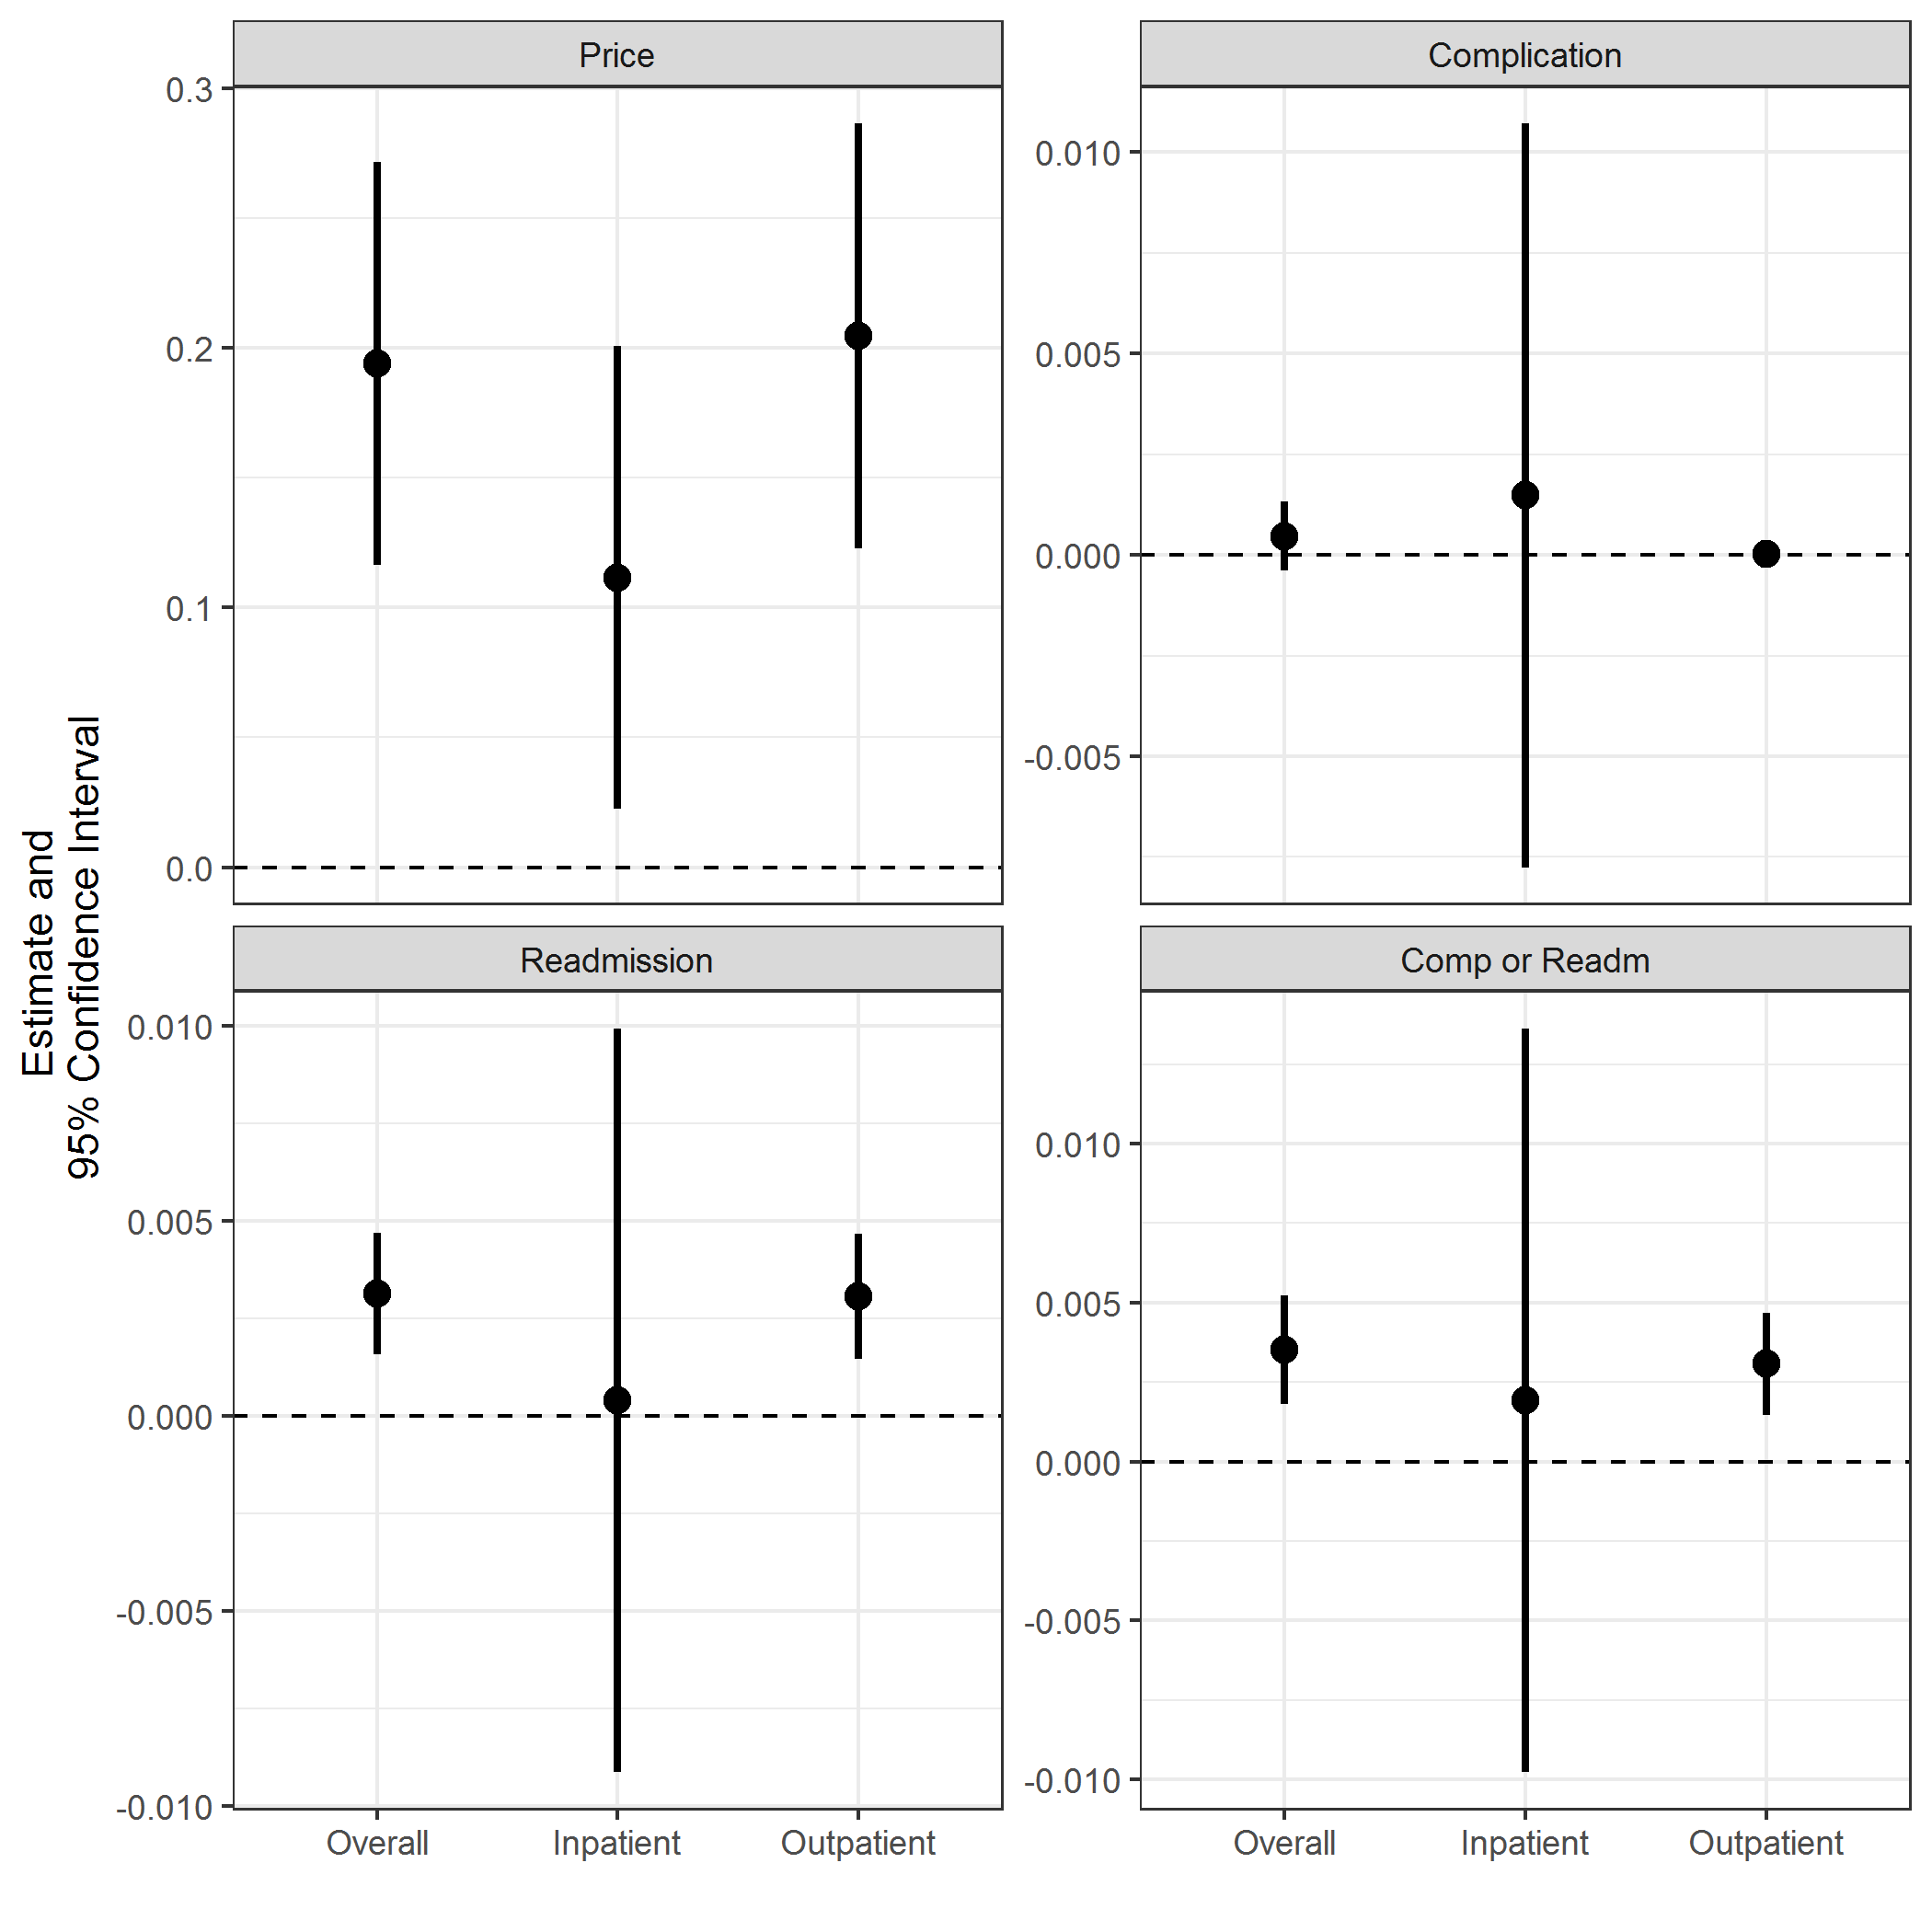 Estimate and
95% Confidence Interval
Price
0.3
0.2
0.1
0.0
Complication
0.010
0.005
0.000
-0.005
Readmission
0.010
0.005
0.000
-0.005
-0.010
Overall Inpatient Outpatient
Comp or Readm
0.010
0.005
0.000
-0.005
-0.010
Overall Inpatient Outpatient